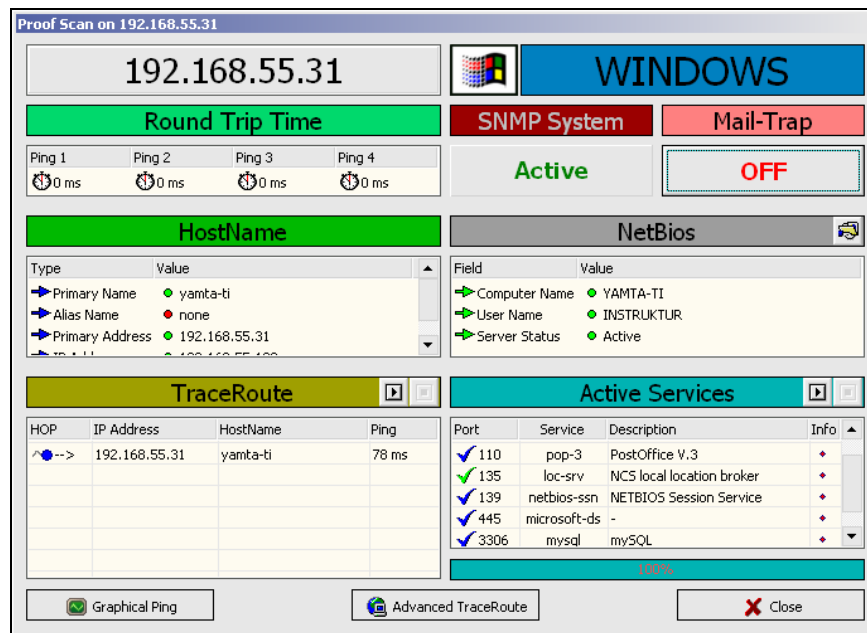 Proof Scan on 192.168.55.31
192.168.55.31
WINDOWS
Round Trip Time
SNMP System
Mail-Trap
Ping 1 Ping 2 Ping 3 Ping 4
0 ms 0 ms 0 ms 0 ms
Active
OFF
HostName
Type Value
Primary Name yamta-ti
Alias Name none
Primary Address 192.168.55.31
NetBios
Field Value
Computer Name YAMTA-TI
User Name INSTRUKTUR
Server Status Active
TraceRoute
HOP IP Address HostName Ping
192.168.55.31 yamta-ti 78 ms
Active Services
Port Service Description Info
110 pop-3 PostOffice V.3
135 loc-srv NCS local location broker
139 netbios-ssn NETBIOS Session Service
445 microsoft-ds -
3306 mysql mySQL
100%
Graphical Ping
Advanced TraceRoute
Close